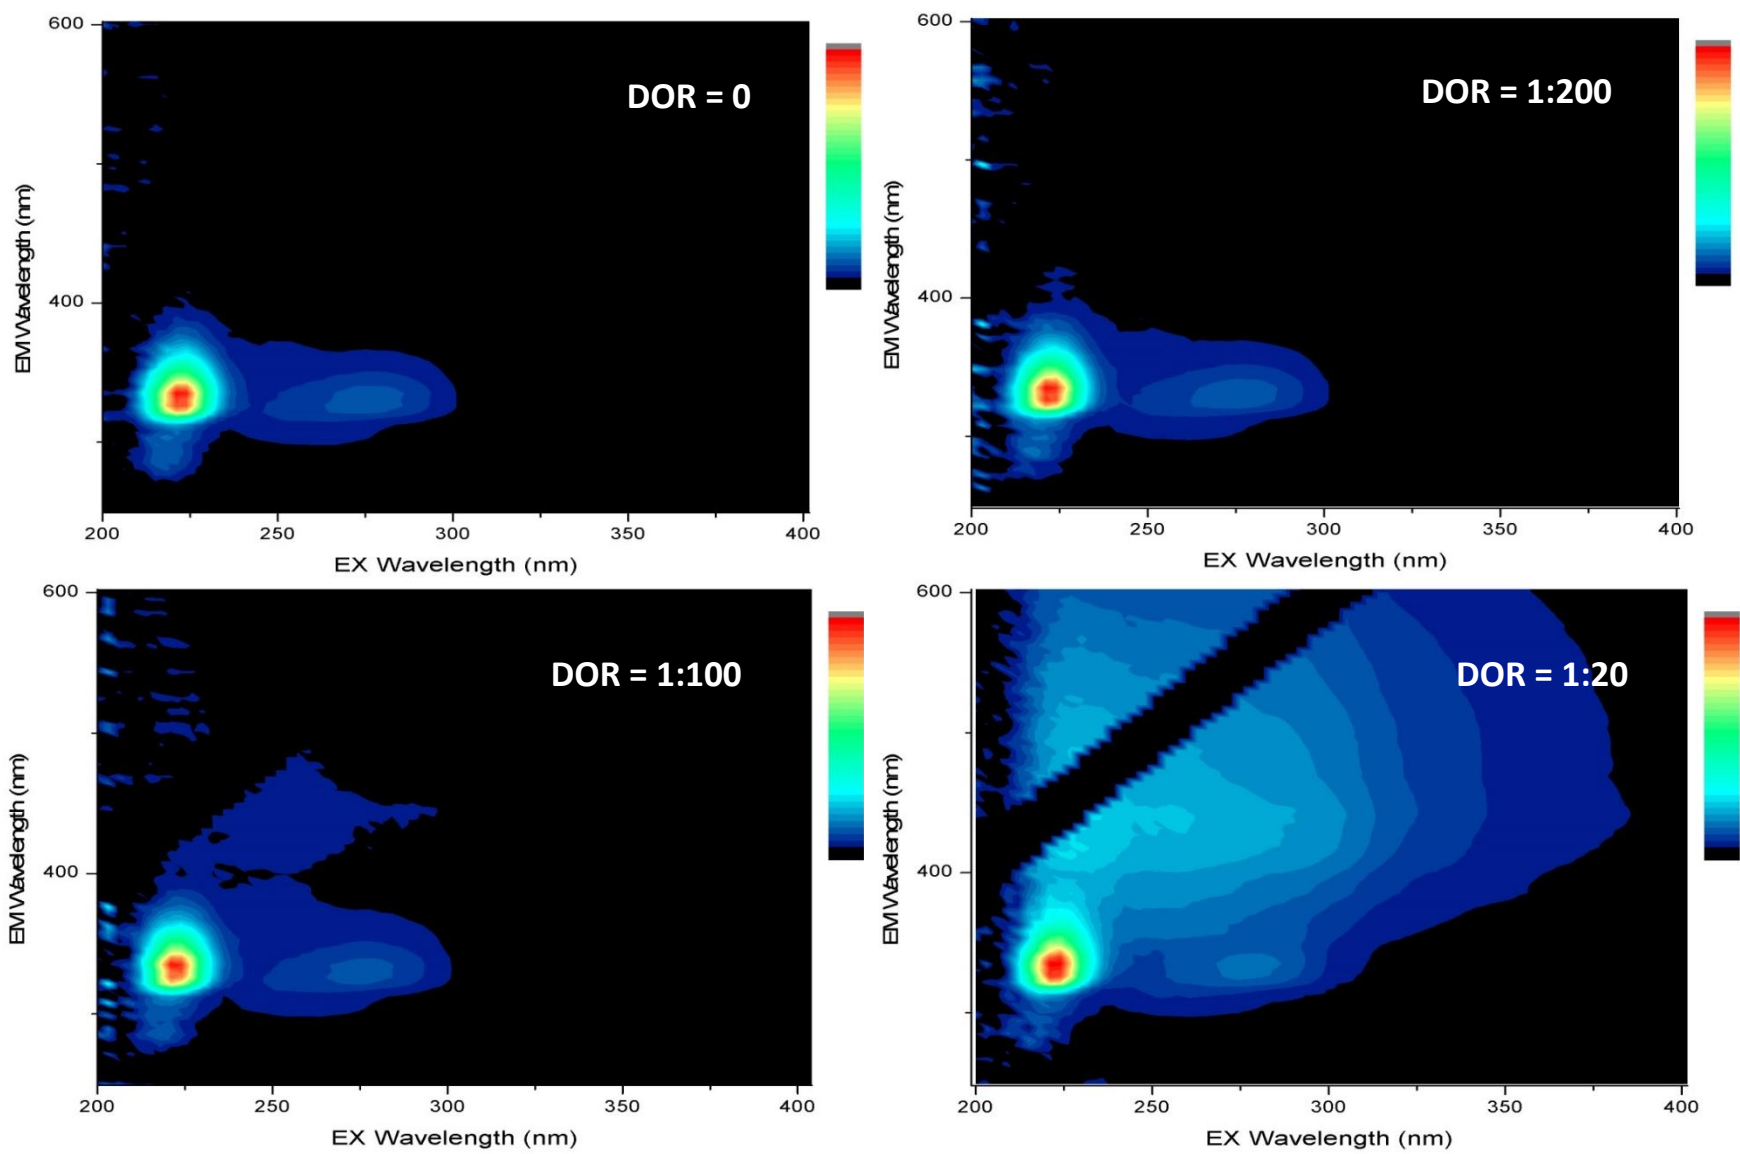 600
DOR = 0
400
EM Wavelength (nm)
200 250 300 350 400
EX Wavelength (nm)
600
DOR = 1:200
400
EM Wavelength (nm)
200 250 300 350 400
EX Wavelength (nm)
600
DOR = 1:100
400
EM Wavelength (nm)
200 250 300 350 400
EX Wavelength (nm)
600
DOR = 1:20
400
EM Wavelength (nm)
200 250 300 350 400
EX Wavelength (nm)